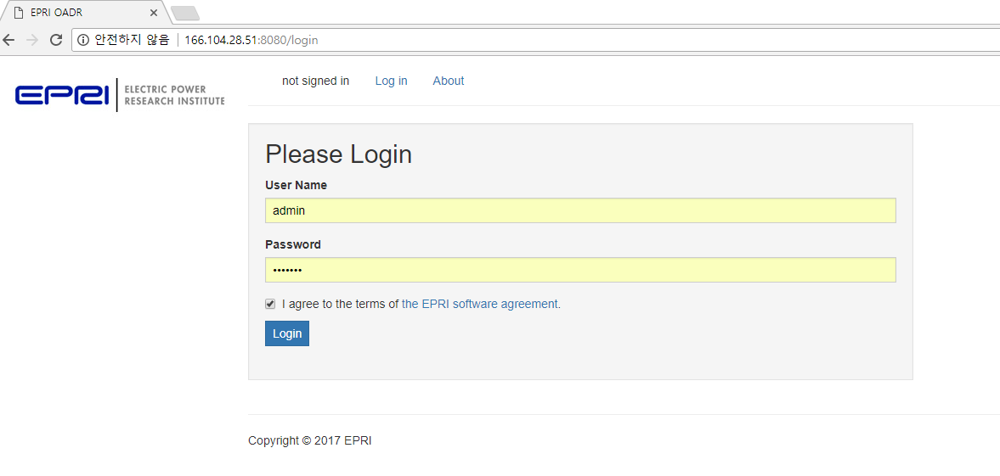 EPRI OADR
안전하지 않음 166.104.28.51:8080/login
EPRI ELECTRIC POWER
RESEARCH INSTITUTE
not signed in Log in About
Please Login
User Name
admin
Password
•••••••
I agree to the terms of the EPRI software agreement.
Login
Copyright © 2017 EPRI